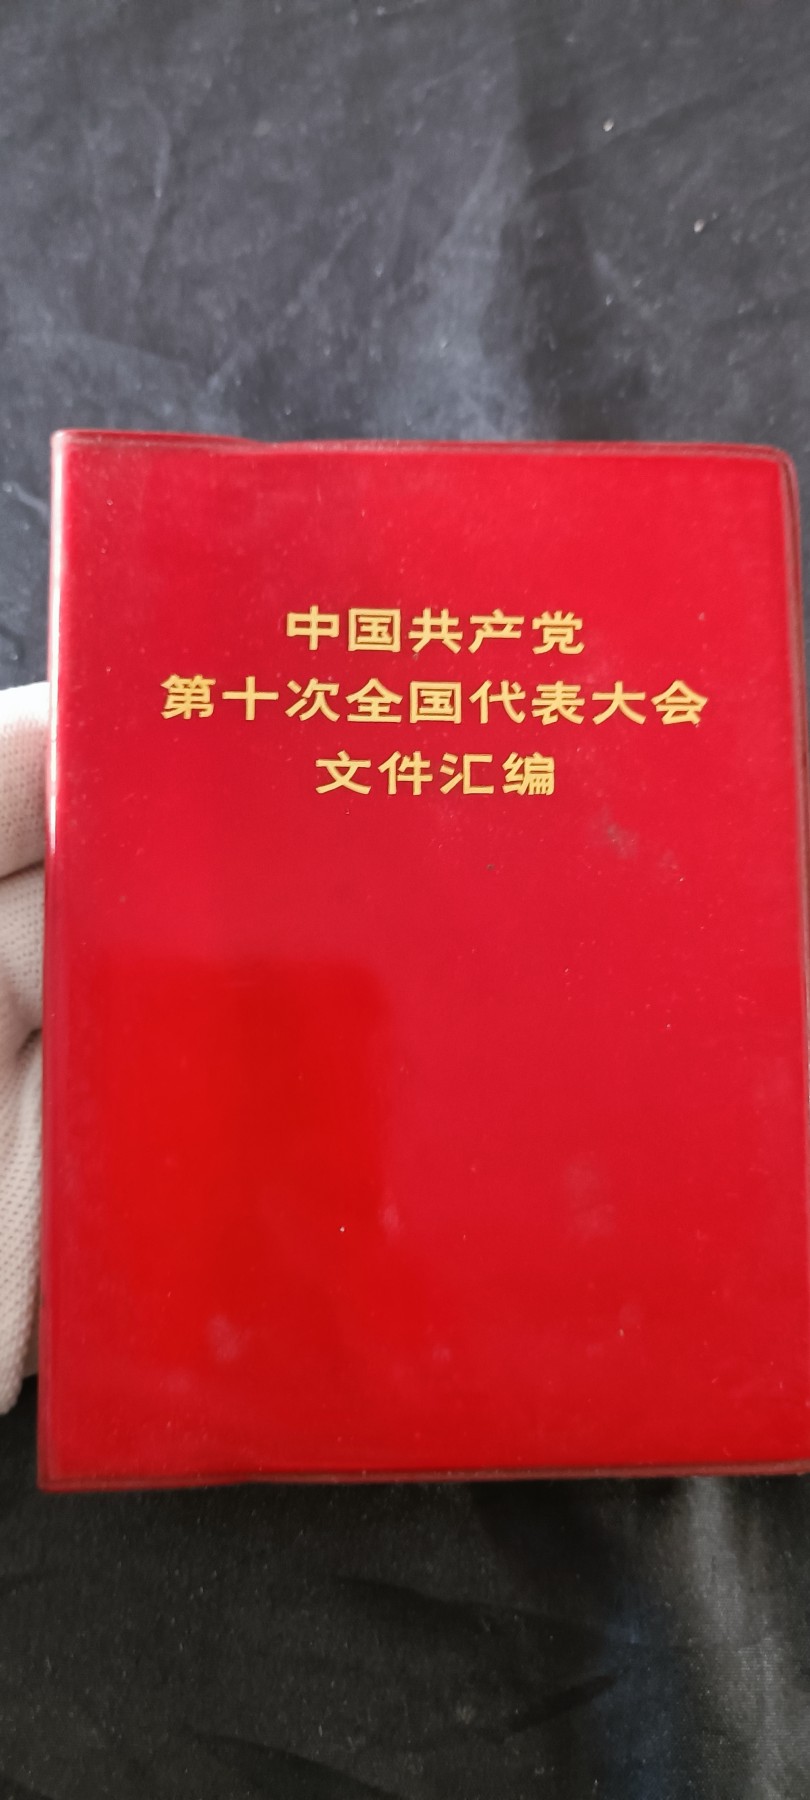 中国共产党
第十次全国代表大会
文件汇编